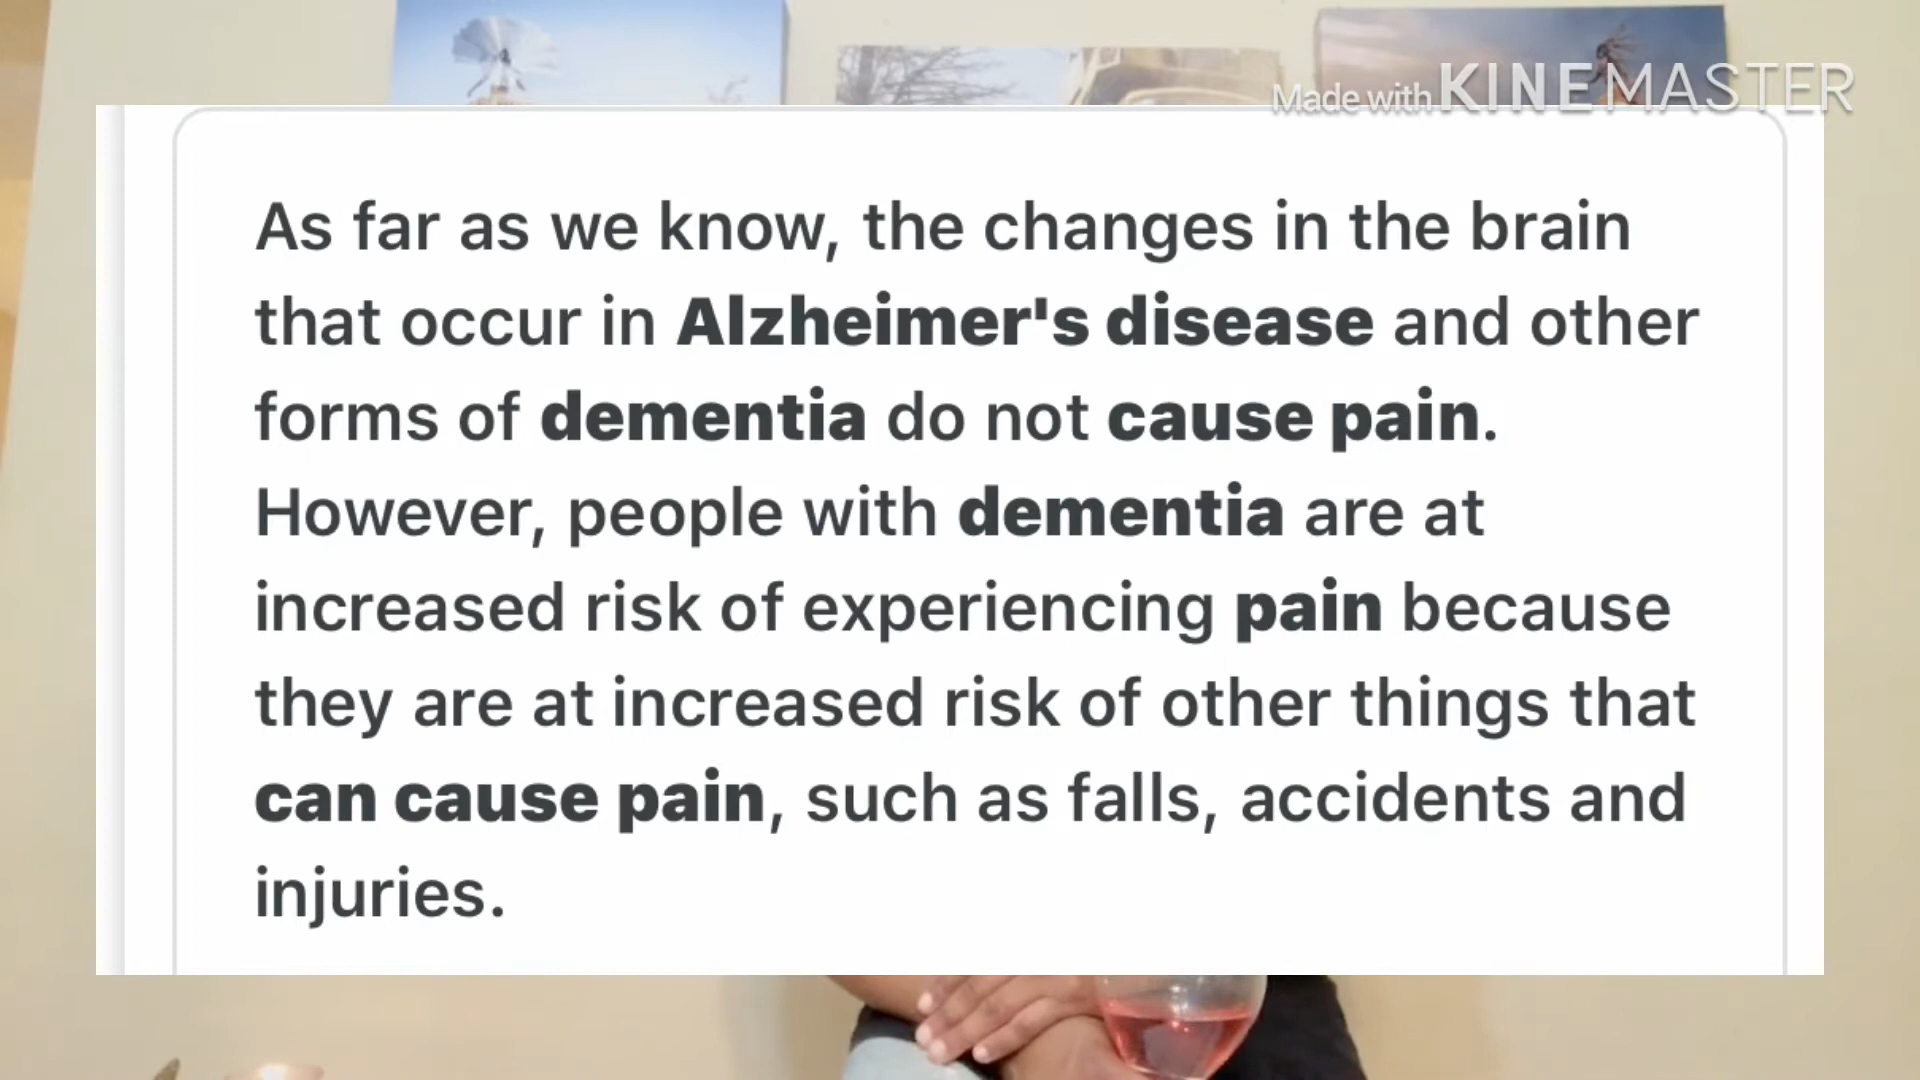 Made with KINEMASTER
As far as we know, the changes in the brain
that occur in Alzheimer's disease and other
forms of dementia do not cause pain.
However, people with dementia are at
increased risk of experiencing pain because
they are at increased risk of other things that
can cause pain, such as falls, accidents and
injuries.